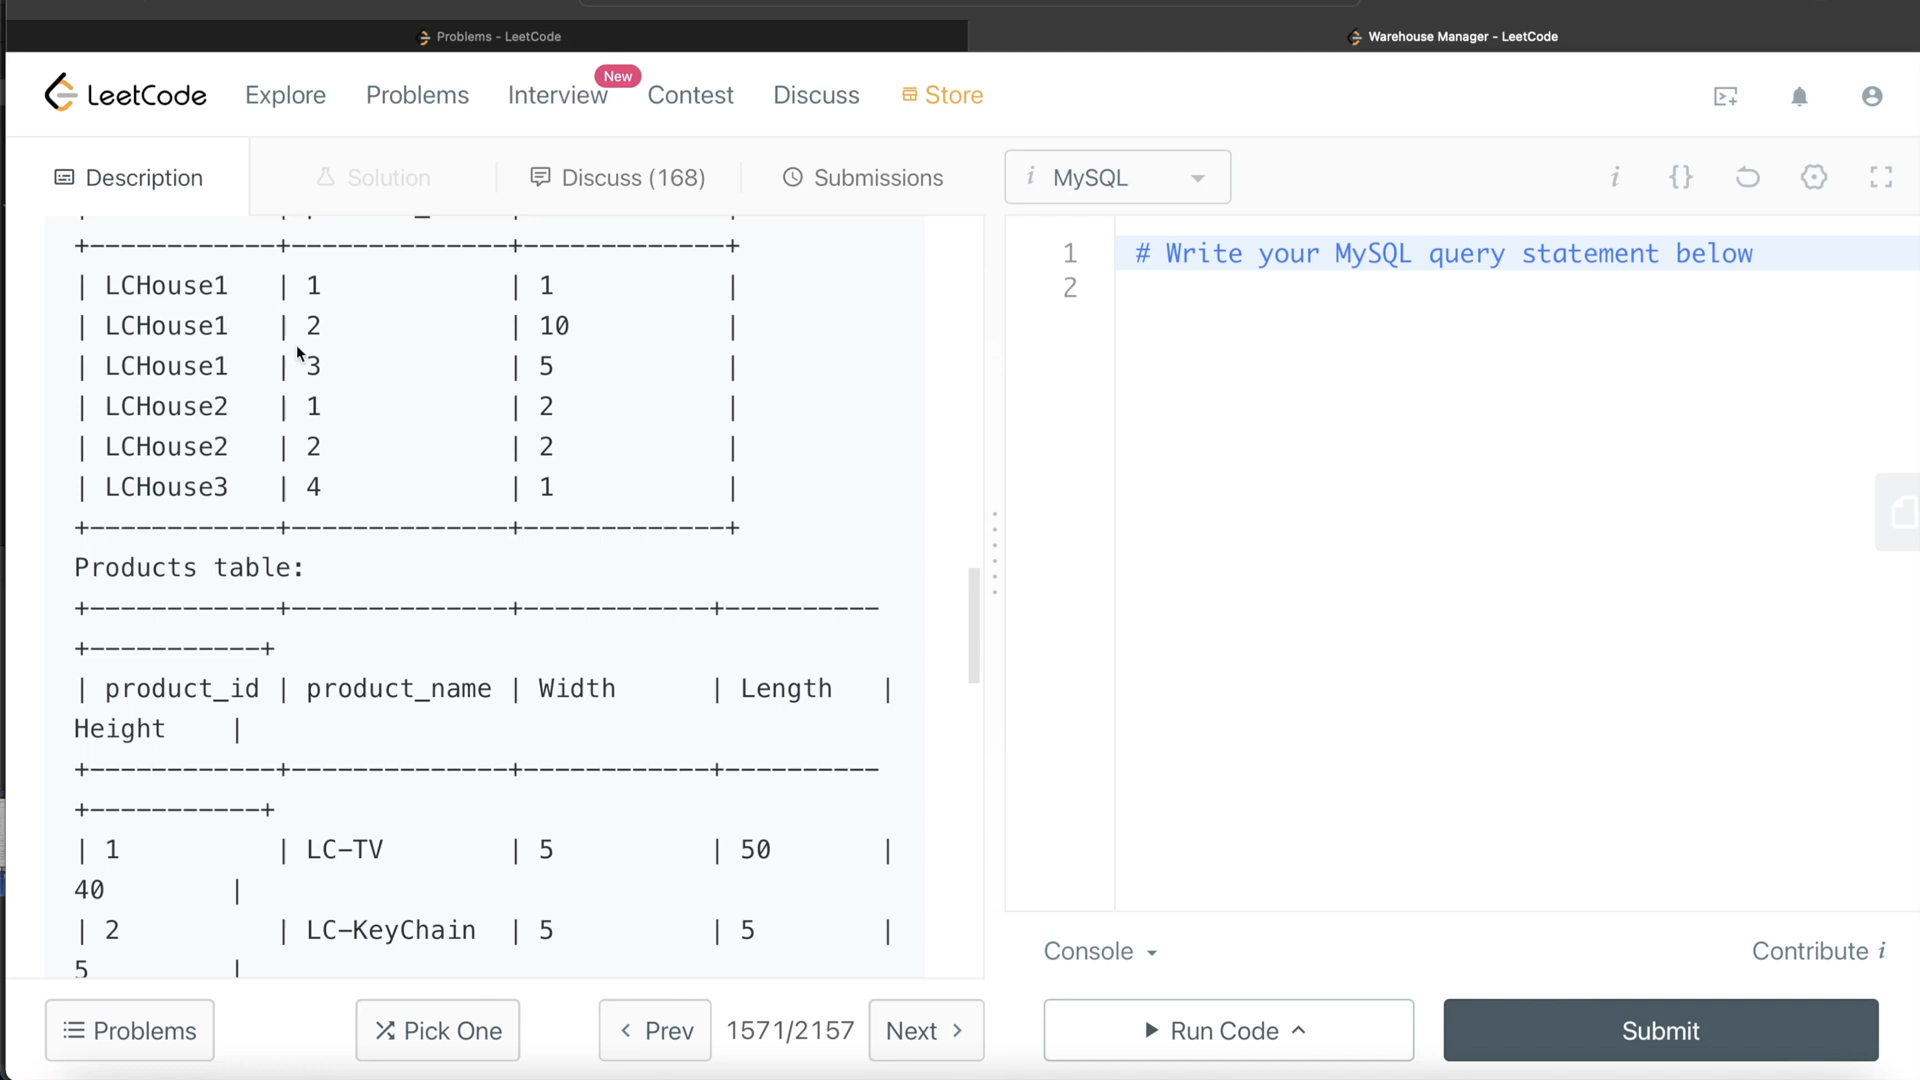 Problems - LeetCode
Warehouse Manager - LeetCode
LeetCode Explore Problems Interview New Contest Discuss Store
Description Solution Discuss (168) Submissions i MySQL i {}
+------------+--------------+-------------+
| LCHouse1 | 1 | 1 |
| LCHouse1 | 2 | 10 |
| LCHouse1 | 3 | 5 |
| LCHouse2 | 1 | 2 |
| LCHouse2 | 2 | 2 |
| LCHouse3 | 4 | 1 |
+------------+--------------+-------------+
Products table:
+------------+--------------+------------+----------
+-----------+
| product_id | product_name | Width | Length |
Height |
+------------+--------------+------------+----------
+-----------+
| 1 | LC-TV | 5 | 50 |
40 |
| 2 | LC-KeyChain | 5 | 5 |
5 |
1 # Write your MySQL query statement below
2
Console Contribute i
Problems Pick One < Prev 1571/2157 Next > Run Code Submit